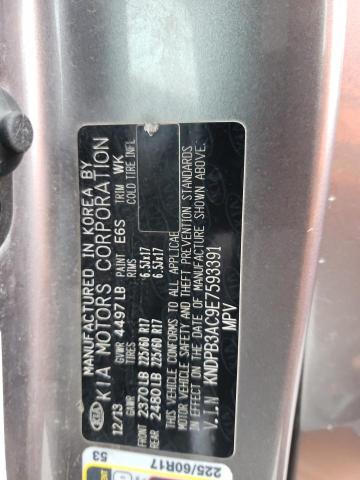 KIA
MANUFACTURED IN KOREA BY
KIA MOTORS CORPORATION
12/13 GVWR 4497LB PAINT E6S TRIM WK
GAWR TIRES COLD TIRE INFL
FRONT 2370LB 225/60 R17 6.5Jx17
REAR 2480LB 225/60 R17 6.5Jx17
THIS VEHICLE CONFORMS TO ALL APPLICAB
MOTOR VEHICLE SAFETY AND THEFT PREVENTION STANDARDS
IN EFFECT ON THE DATE OF MANUFACTURE SHOWN ABOVE.
V.I.N KNDPB3AC9E7593391
MPV
53
225/60R17